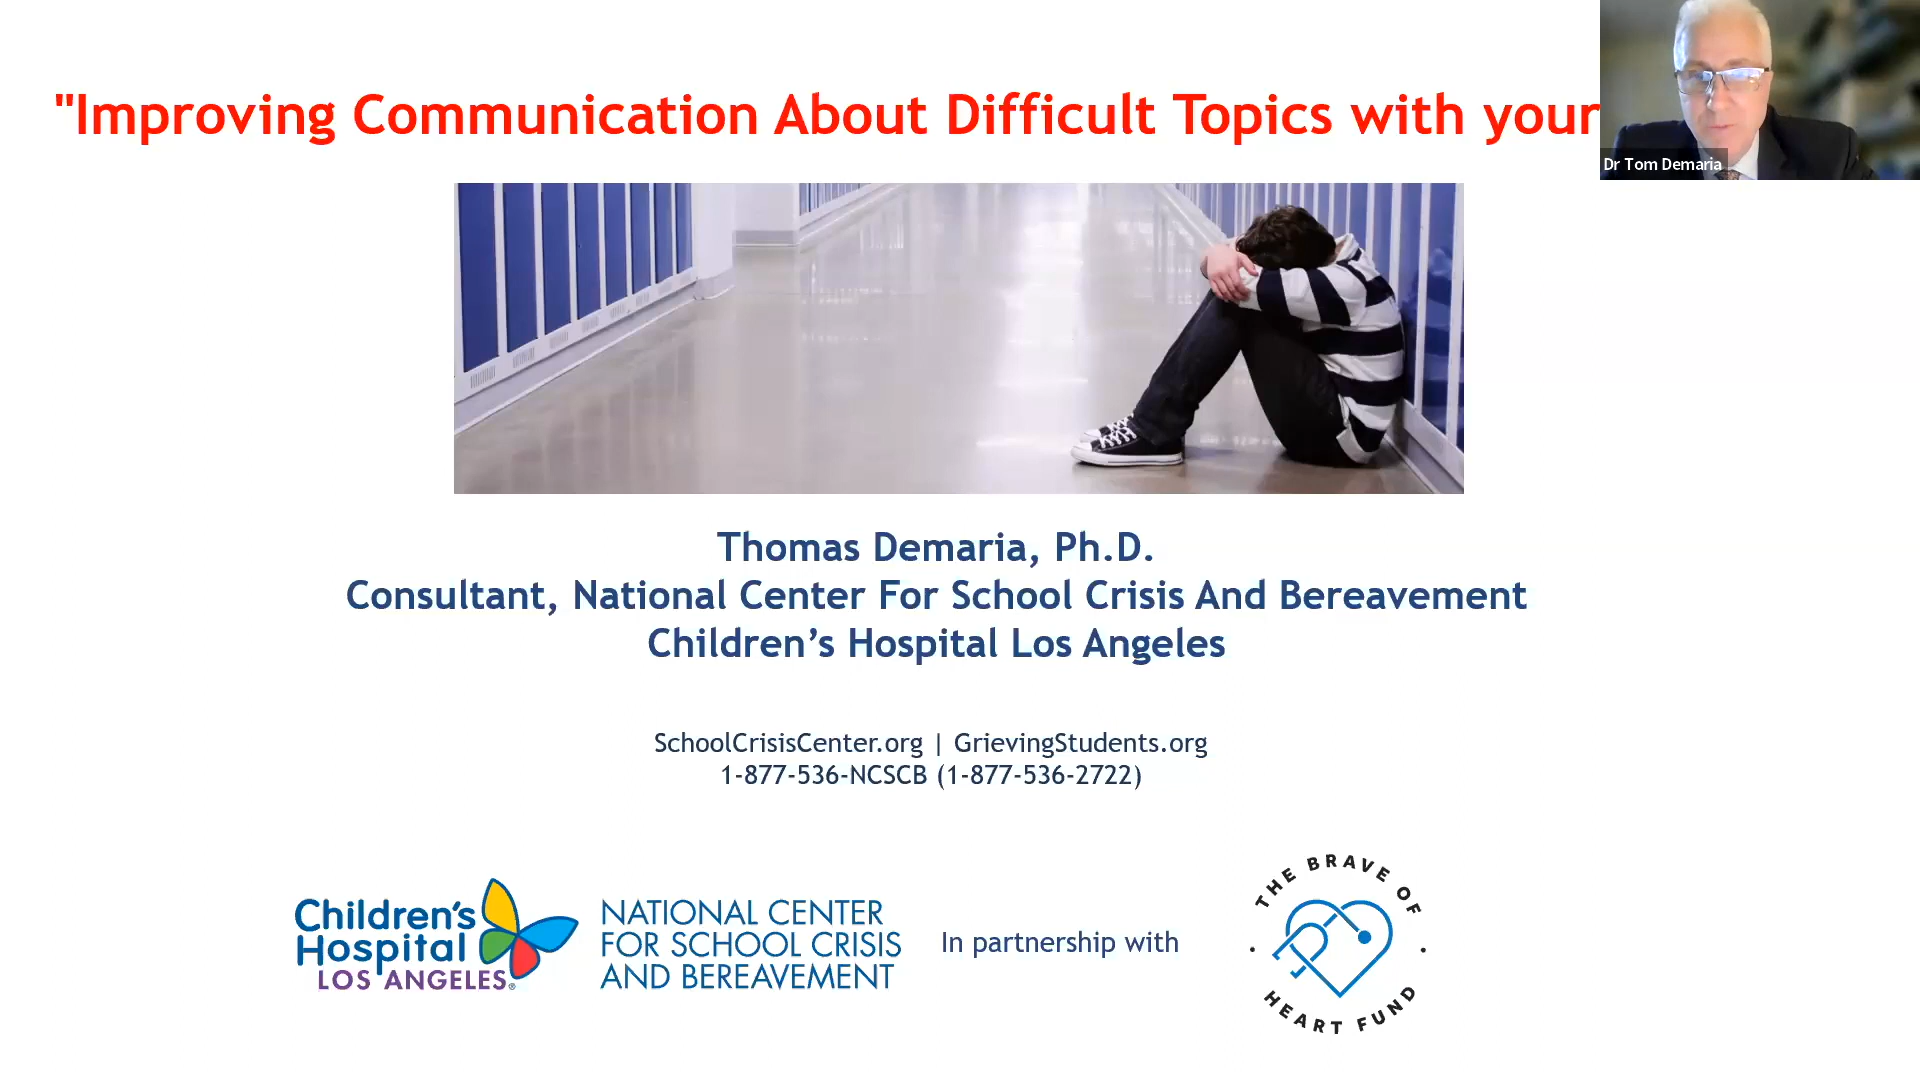 "Improving Communication About Difficult Topics with your
Dr Tom Demaria
Thomas Demaria, Ph.D.
Consultant, National Center For School Crisis And Bereavement
Children’s Hospital Los Angeles
SchoolCrisisCenter.org | GrievingStudents.org
1-877-536-NCSCB (1-877-536-2722)
Children's
Hospital
LOS ANGELES®
NATIONAL CENTER
FOR SCHOOL CRISIS
AND BEREAVEMENT
In partnership with
THE BRAVE OF
HEART FUND